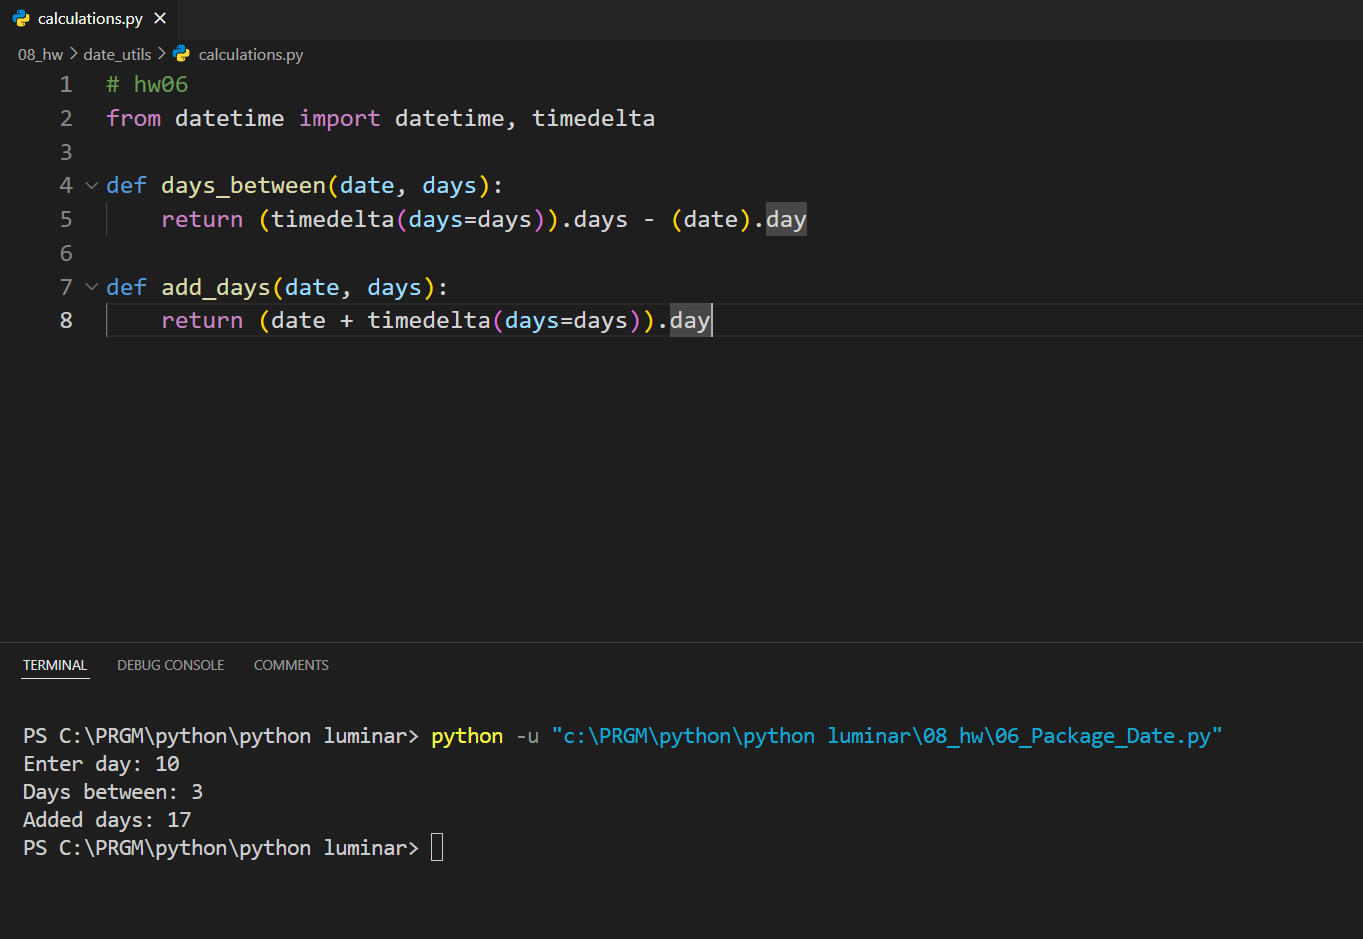 calculations.py
08_hw > date_utils > calculations.py
1 # hw06
2 from datetime import datetime, timedelta
3
4 def days_between(date, days):
5     return (timedelta(days=days)).days - (date).day
6
7 def add_days(date, days):
8     return (date + timedelta(days=days)).day
TERMINAL DEBUG CONSOLE COMMENTS
PS C:\PRGM\python\python luminar> python -u "c:\PRGM\python\python luminar\08_hw\06_Package_Date.py"
Enter day: 10
Days between: 3
Added days: 17
PS C:\PRGM\python\python luminar>